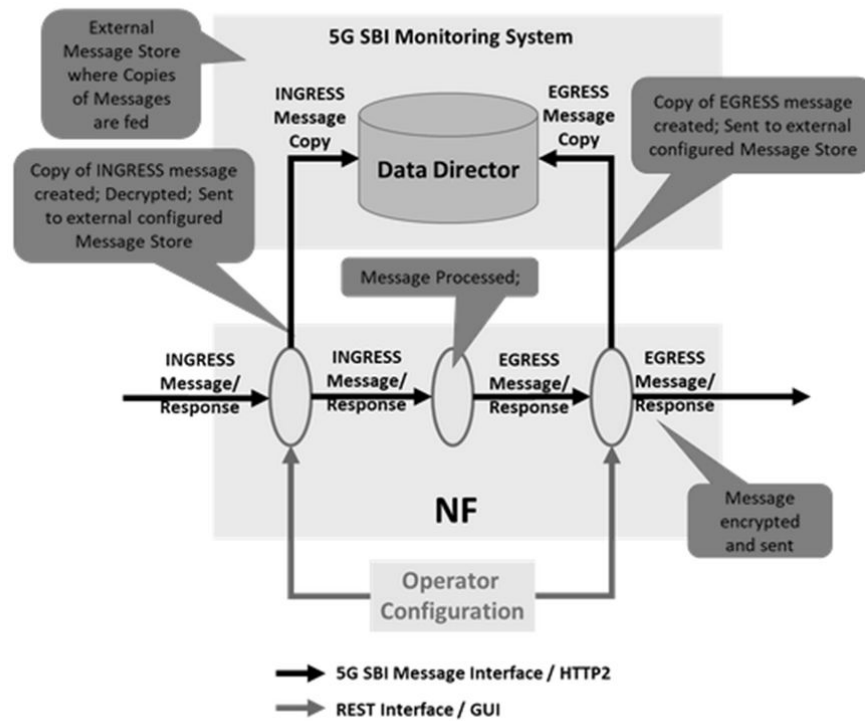 External
Message Store
where Copies
of Messages
are fed
5G SBI Monitoring System
INGRESS
Message
Copy
EGRESS
Message
Copy
Copy of EGRESS message
created; Sent to external
configured Message Store
Data Director
Copy of INGRESS message
created; Decrypted; Sent
to external configured
Message Store
Message Processed;
INGRESS
Message/
Response
INGRESS
Message/
Response
EGRESS
Message/
Response
EGRESS
Message/
Response
NF
Message
encrypted
and sent
Operator
Configuration
5G SBI Message Interface / HTTP2
REST Interface / GUI